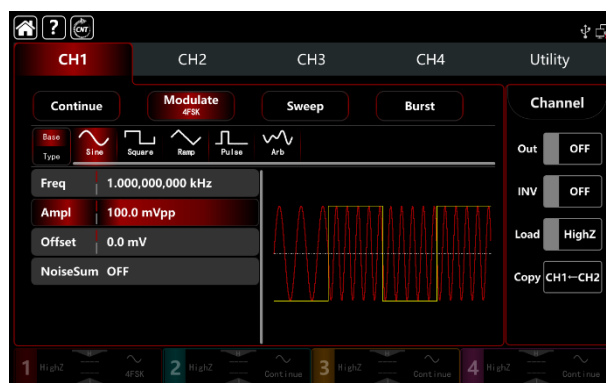 ? CNT
CH1 CH2 CH3 CH4 Utility
Continue Modulate Sweep Burst Channel
4FSK
Base
Type Sine Square Ramp Pulse Arb
Out OFF
Freq 1.000,000,000 kHz
INV OFF
Ampl 100.0 mVpp
Load HighZ
Offset 0.0 mV
NoiseSum OFF
Copy CH1←CH2
1 HighZ 4FSK 2 HighZ Continue 3 HighZ Continue 4 HighZ Continue